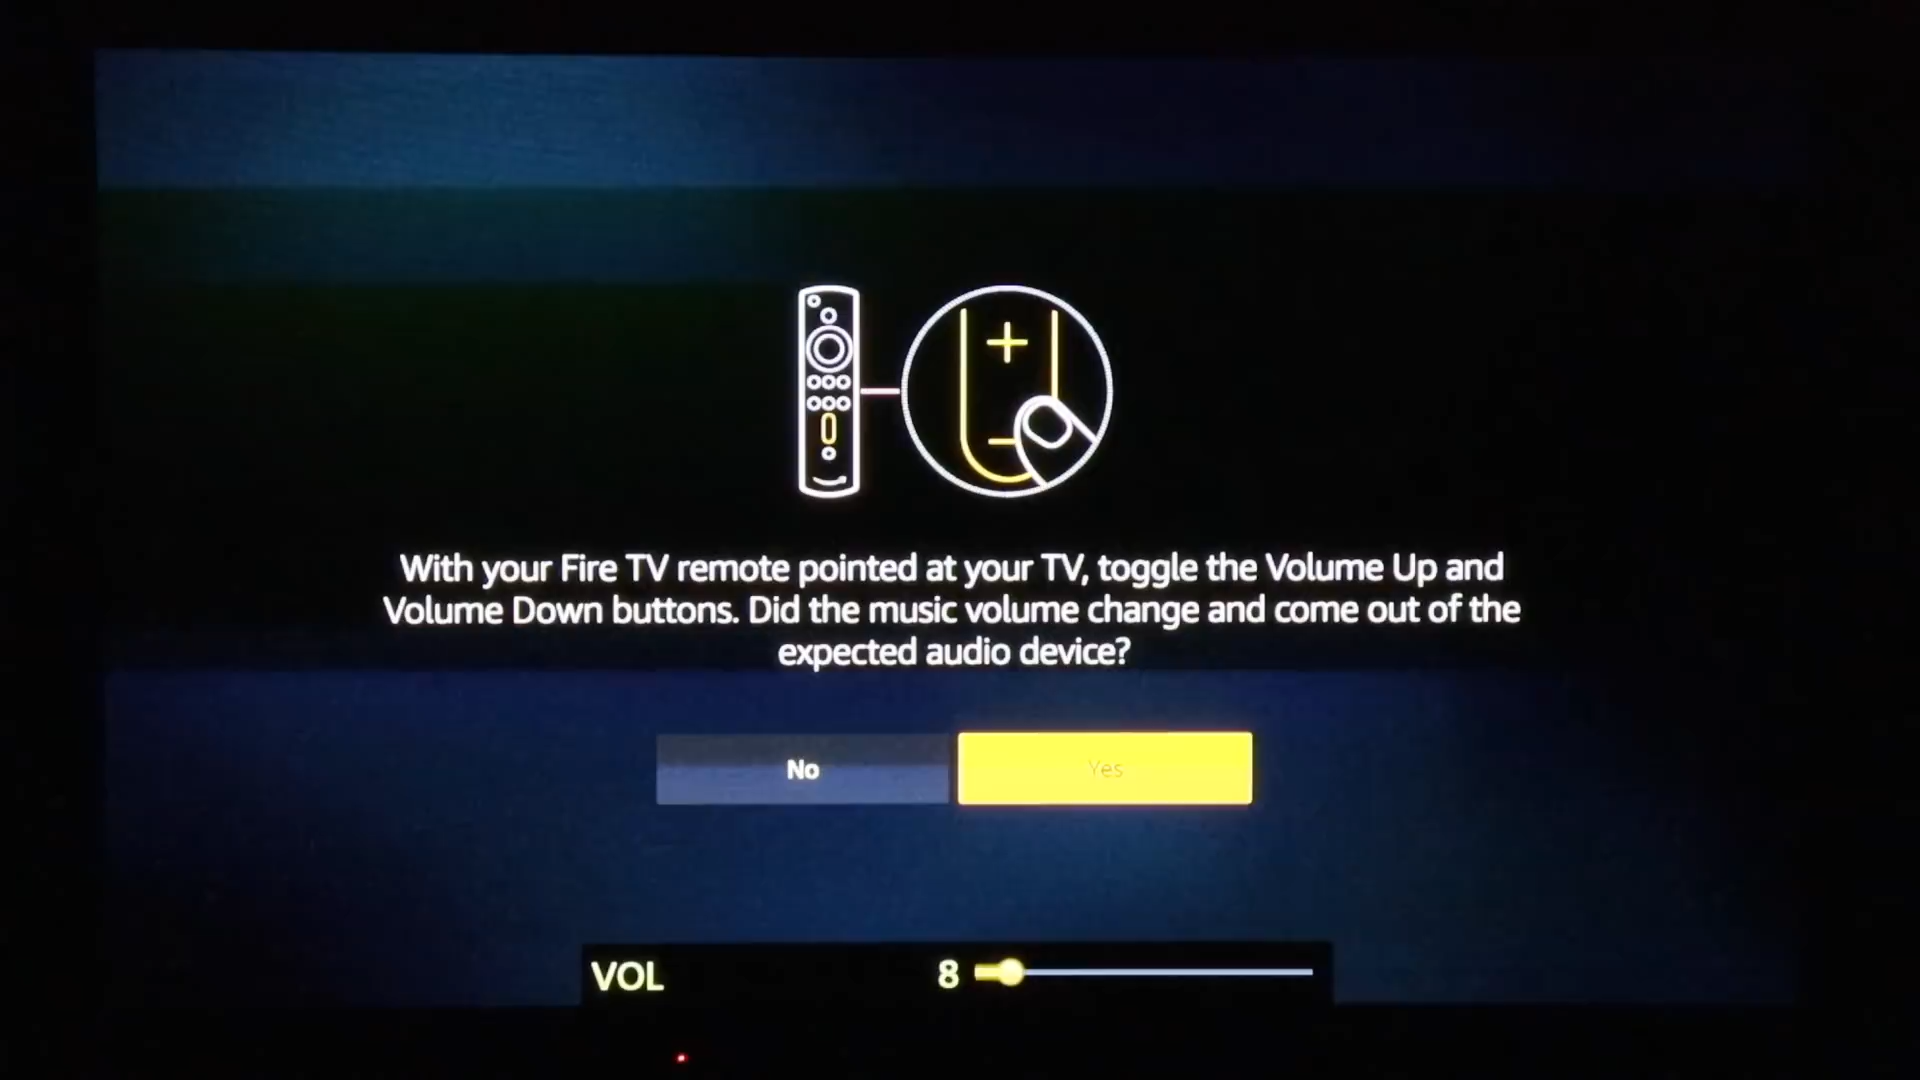 With your Fire TV remote pointed at your TV, toggle the Volume Up and
Volume Down buttons. Did the music volume change and come out of the
expected audio device?
No
Yes
VOL 8